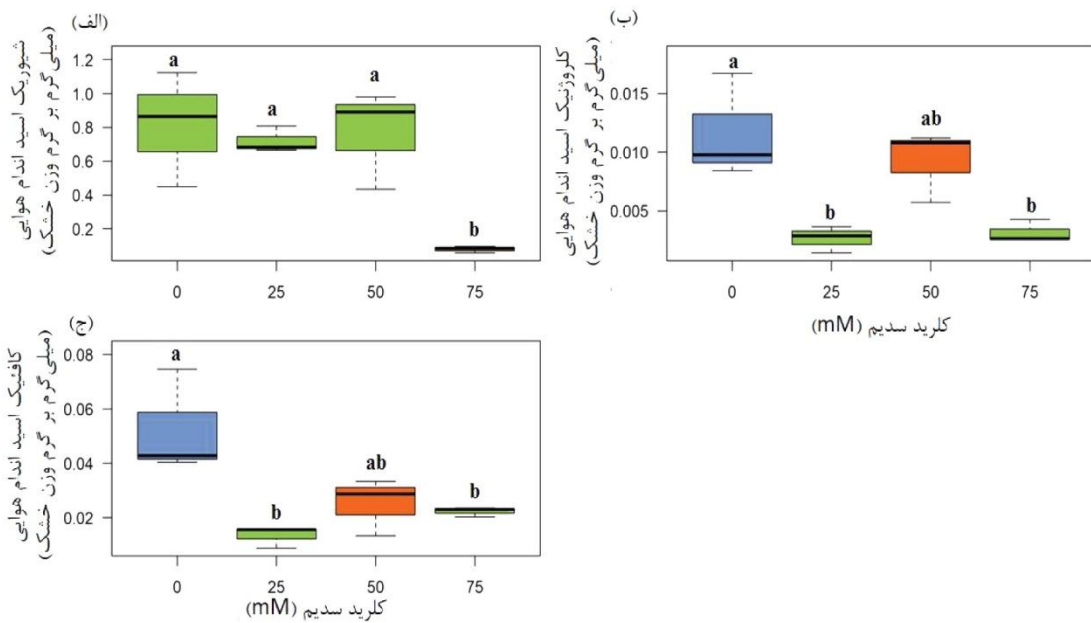 (الف)
شیوریک اسید اندام هوایی
(میلی گرم بر گرم وزن خشک)
1.2
1.0
0.8
0.6
0.4
0.2
a
a
a
b
0
25
50
75
(ب)
کلروژنیک اسید اندام هوایی
(میلی گرم بر گرم وزن خشک)
0.015
0.010
0.005
a
b
ab
b
0
25
50
75
کلرید سدیم (mM)
(ج)
کافئیک اسید اندام هوایی
(میلی گرم بر گرم وزن خشک)
0.08
0.06
0.04
0.02
a
b
ab
b
0
25
50
75
کلرید سدیم (mM)